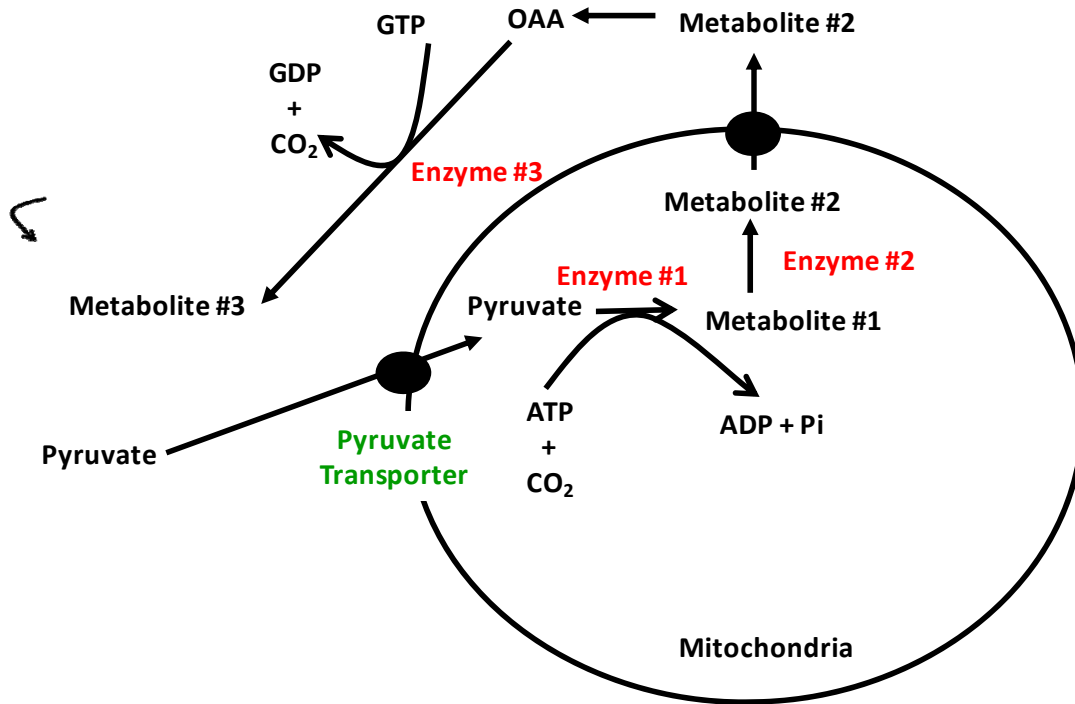 GTP
OAA
Metabolite #2
GDP
+
CO₂
Enzyme #3
Metabolite #2
Enzyme #1
Enzyme #2
Metabolite #3
Pyruvate
Metabolite #1
Pyruvate
Pyruvate
Transporter
ATP
+
CO₂
ADP + Pi
Mitochondria